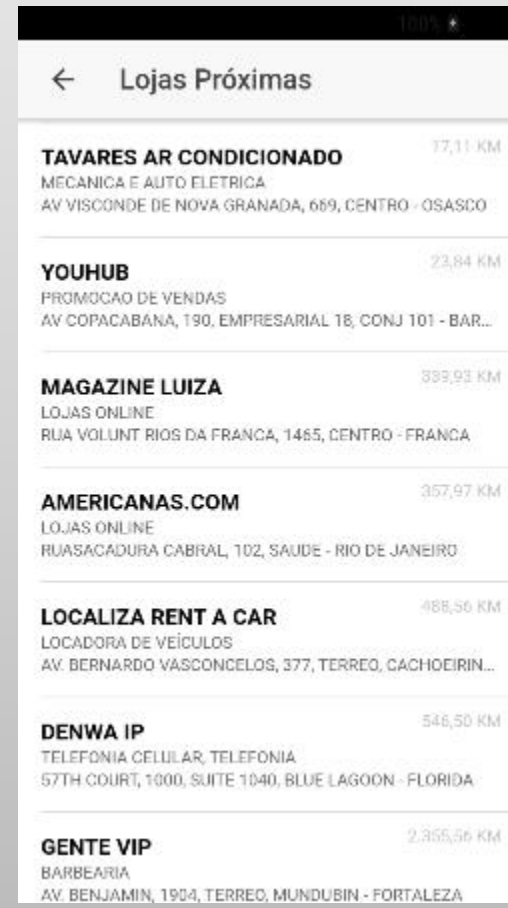 100%
Lojas Próximas
TAVARES AR CONDICIONADO
17,11 KM
MECANICA E AUTO ELETRICA
AV VISCONDE DE NOVA GRANADA, 669, CENTRO - OSASCO
YOUHUB
23,84 KM
PROMOCAO DE VENDAS
AV COPACABANA, 190, EMPRESARIAL 18, CONJ 101 - BAR...
MAGAZINE LUIZA
339,93 KM
LOJAS ONLINE
RUA VOLUNT RIOS DA FRANCA, 1465, CENTRO - FRANCA
AMERICANAS.COM
357,97 KM
LOJAS ONLINE
RUASACADURA CABRAL, 102, SAUDE - RIO DE JANEIRO
LOCALIZA RENT A CAR
488,56 KM
LOCADORA DE VEÍCULOS
AV. BERNARDO VASCONCELOS, 377, TERREO, CACHOEIRIN...
DENWA IP
546,50 KM
TELEFONIA CELULAR, TELEFONIA
57TH COURT, 1000, SUITE 1040, BLUE LAGOON - FLORIDA
GENTE VIP
2.355,56 KM
BARBEARIA
AV. BENJAMIN, 1904, TERREO, MUNDUBIN - FORTALEZA